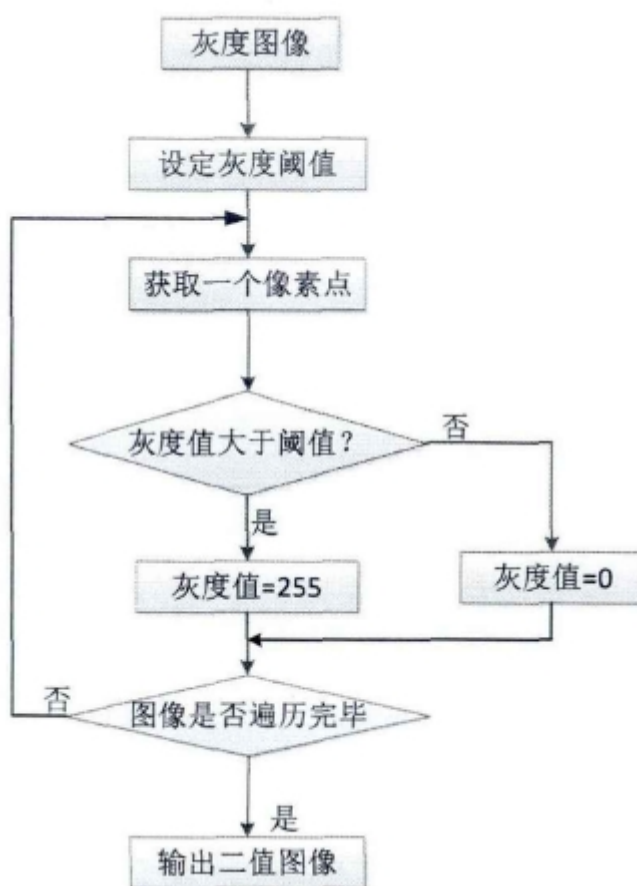 灰度图像
设定灰度阈值
获取一个像素点
灰度值大于阈值?
否
是
灰度值=255
灰度值=0
否
图像是否遍历完毕
是
输出二值图像